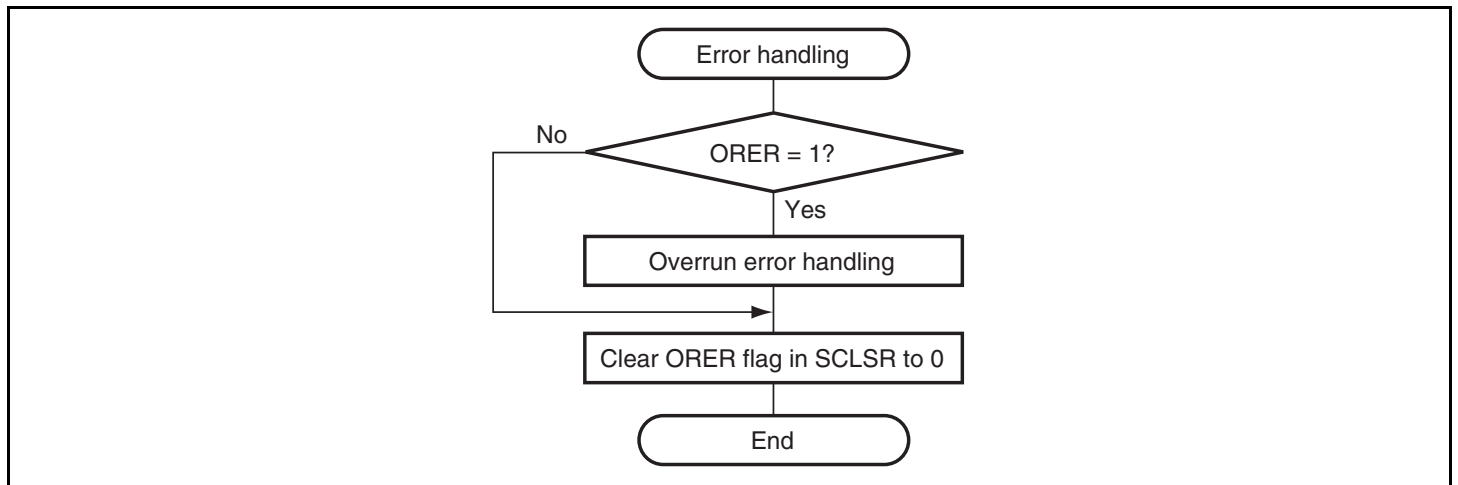 Error handling
No
ORER = 1?
Yes
Overrun error handling
Clear ORER flag in SCLSR to 0
End